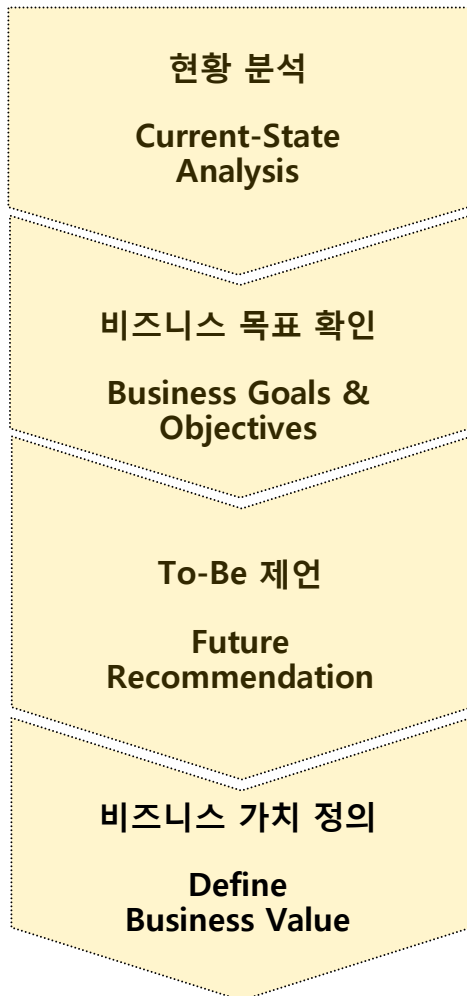 현황 분석
Current-State
Analysis
비즈니스 목표 확인
Business Goals &
Objectives
To-Be 제언
Future
Recommendation
비즈니스 가치 정의
Define
Business Value